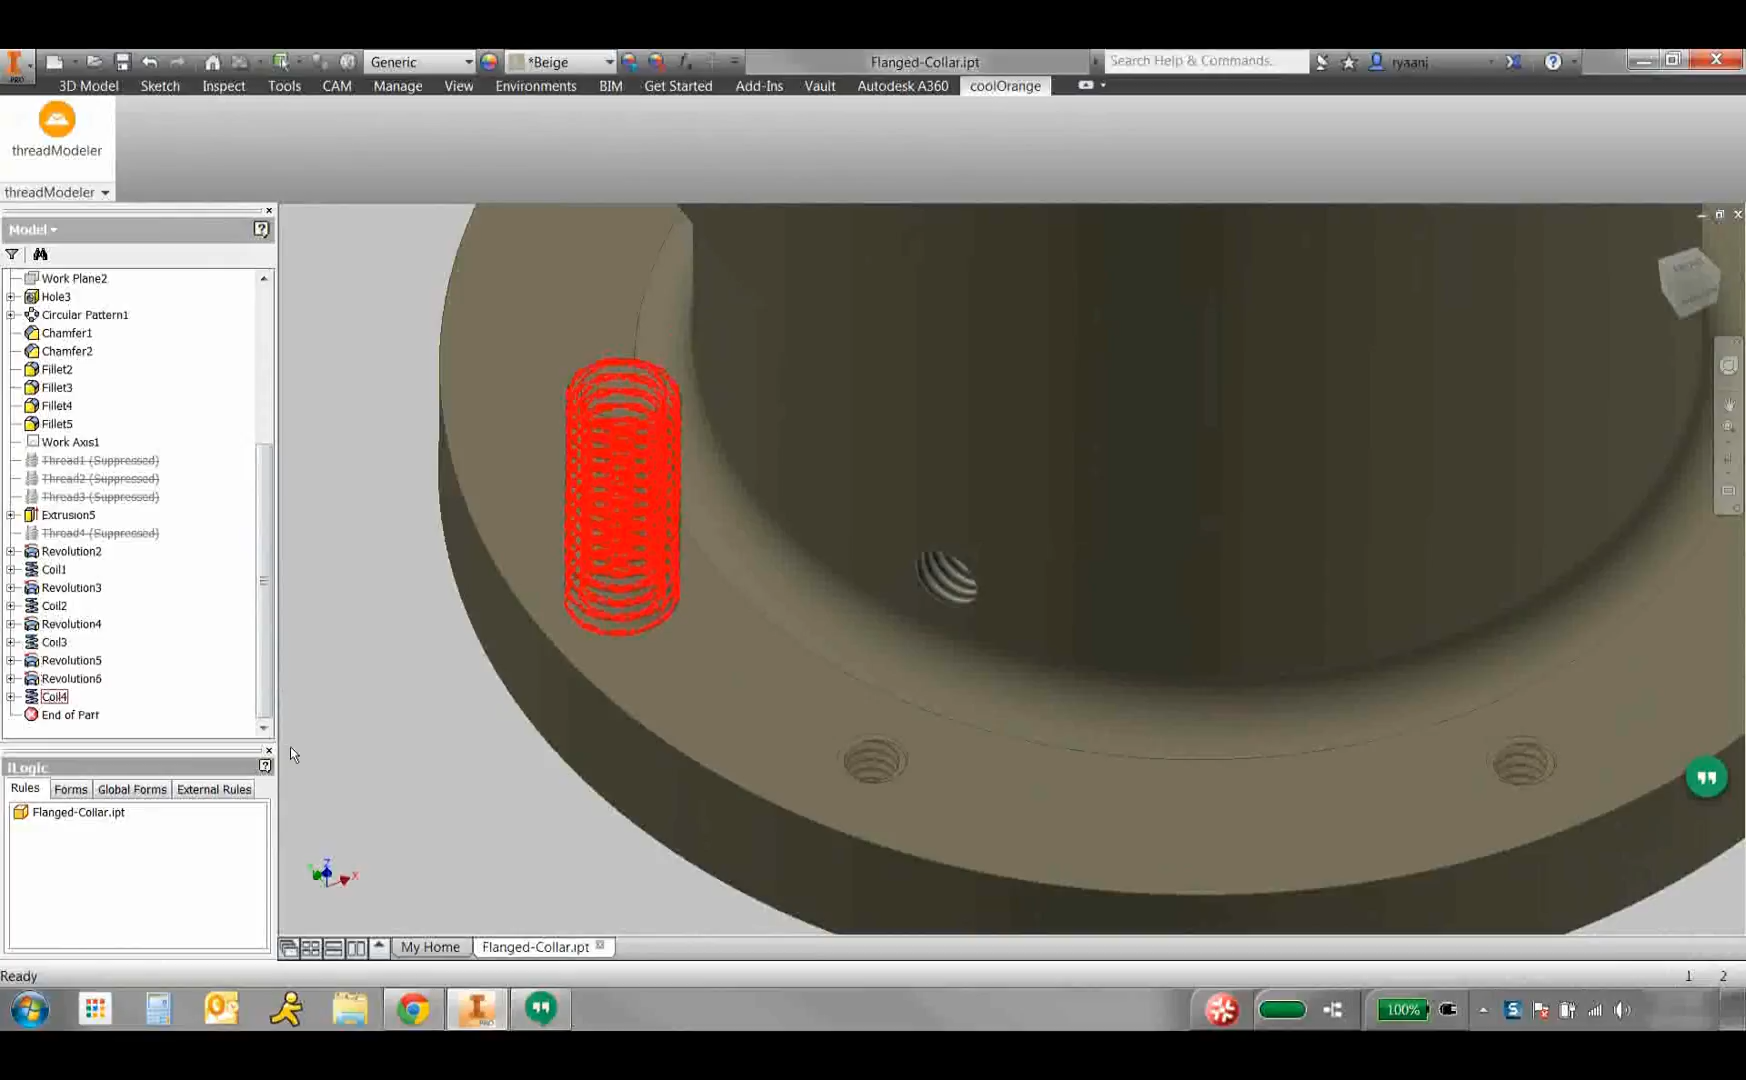 Generic
*Beige
Flanged-Collar.ipt
Search Help & Commands...
ryaani
PRO
3D Model Sketch Inspect Tools CAM Manage View Environments BIM Get Started Add-Ins Vault Autodesk A360 coolOrange
threadModeler
threadModeler
Model
Work Plane2
Hole3
Circular Pattern1
Chamfer1
Chamfer2
Fillet2
Fillet3
Fillet4
Fillet5
Work Axis1
Thread1 (Suppressed)
Thread2 (Suppressed)
Thread3 (Suppressed)
Extrusion5
Thread4 (Suppressed)
Revolution2
Coil1
Revolution3
Coil2
Revolution4
Coil3
Revolution5
Revolution6
Coil4
End of Part
iLogic
Rules Forms Global Forms External Rules
Flanged-Collar.ipt
Z
X
My Home Flanged-Collar.ipt
Ready
1 2
PRO
100%